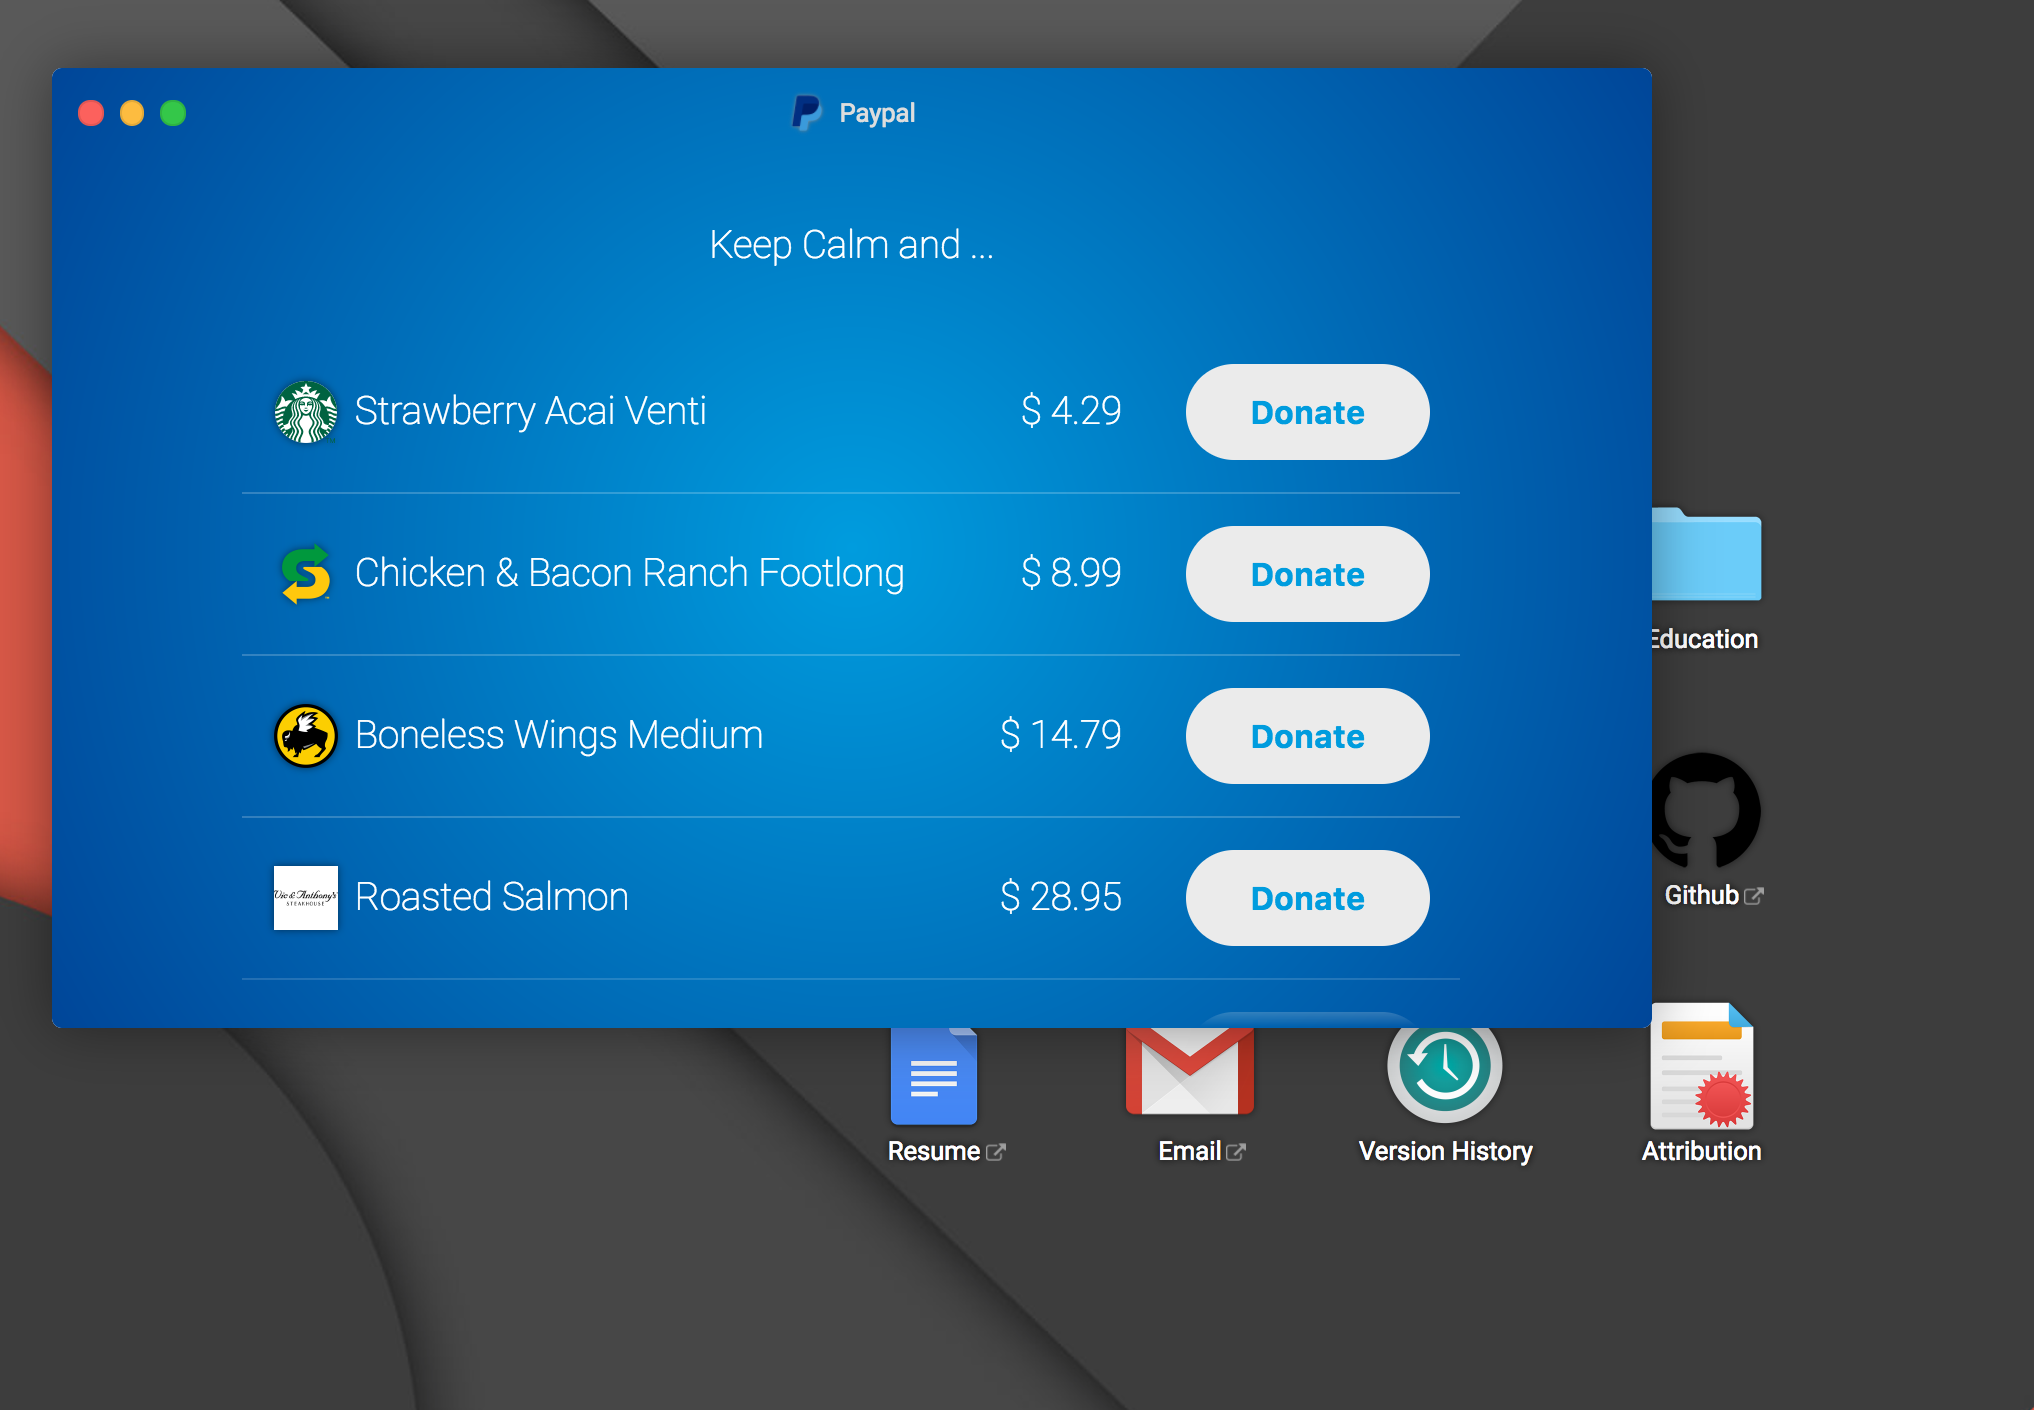 Paypal
Keep Calm and ...
Strawberry Acai Venti $ 4.29 Donate
Chicken & Bacon Ranch Footlong $ 8.99 Donate
Boneless Wings Medium $ 14.79 Donate
Vic & Anthony's
STEAKHOUSE
Roasted Salmon $ 28.95 Donate
Education
Github
Resume
Email
Version History
Attribution